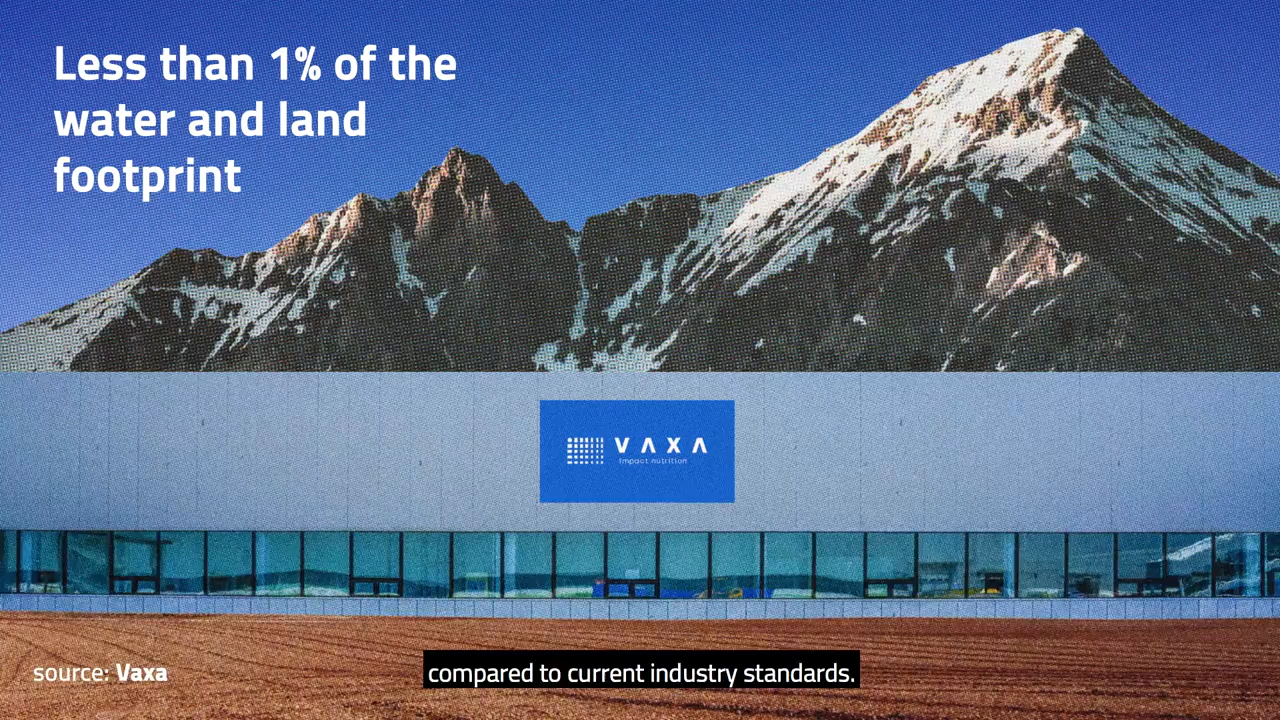 Less than 1% of the
water and land
footprint
VAXA
impact nutrition
source: Vaxa
compared to current industry standards.